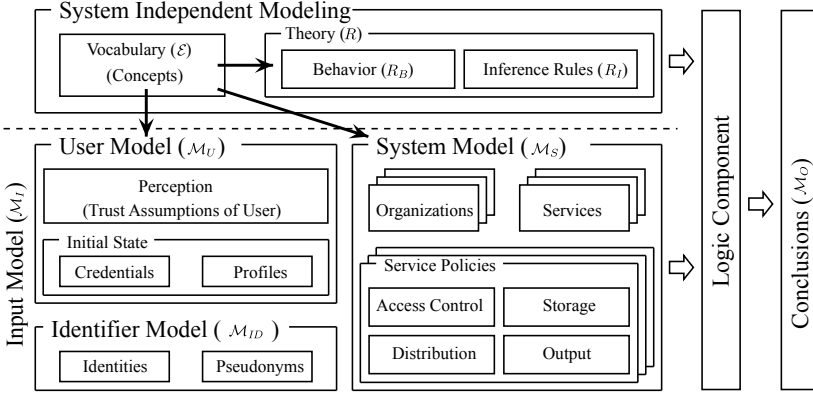 System Independent Modeling
Vocabulary (ℰ)
(Concepts)
Theory (R)
Behavior (R_B)
Inference Rules (R_I)
Input Model (ℳ_I)
User Model (ℳ_U)
Perception
(Trust Assumptions of User)
Initial State
Credentials
Profiles
Identifier Model ( ℳ_ID )
Identities
Pseudonyms
System Model (ℳ_S)
Organizations
Services
Service Policies
Access Control
Storage
Distribution
Output
Logic Component
Conclusions (ℳ_O)